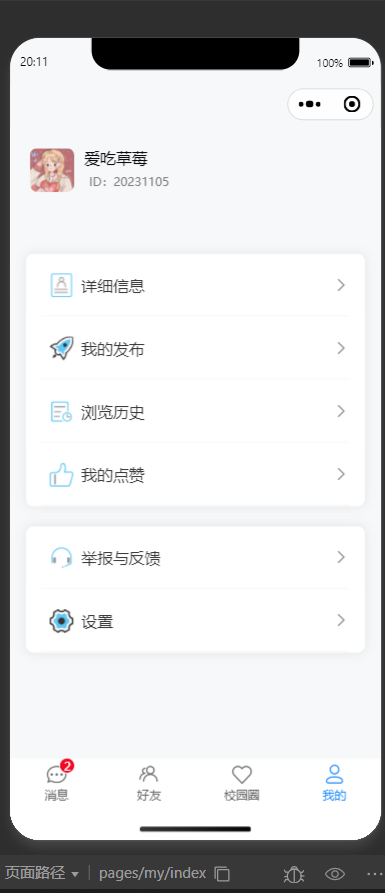 20:11
100%
爱吃草莓
ID：20231105
详细信息
我的发布
浏览历史
我的点赞
举报与反馈
设置
2
消息
好友
校园圈
我的
页面路径
pages/my/index